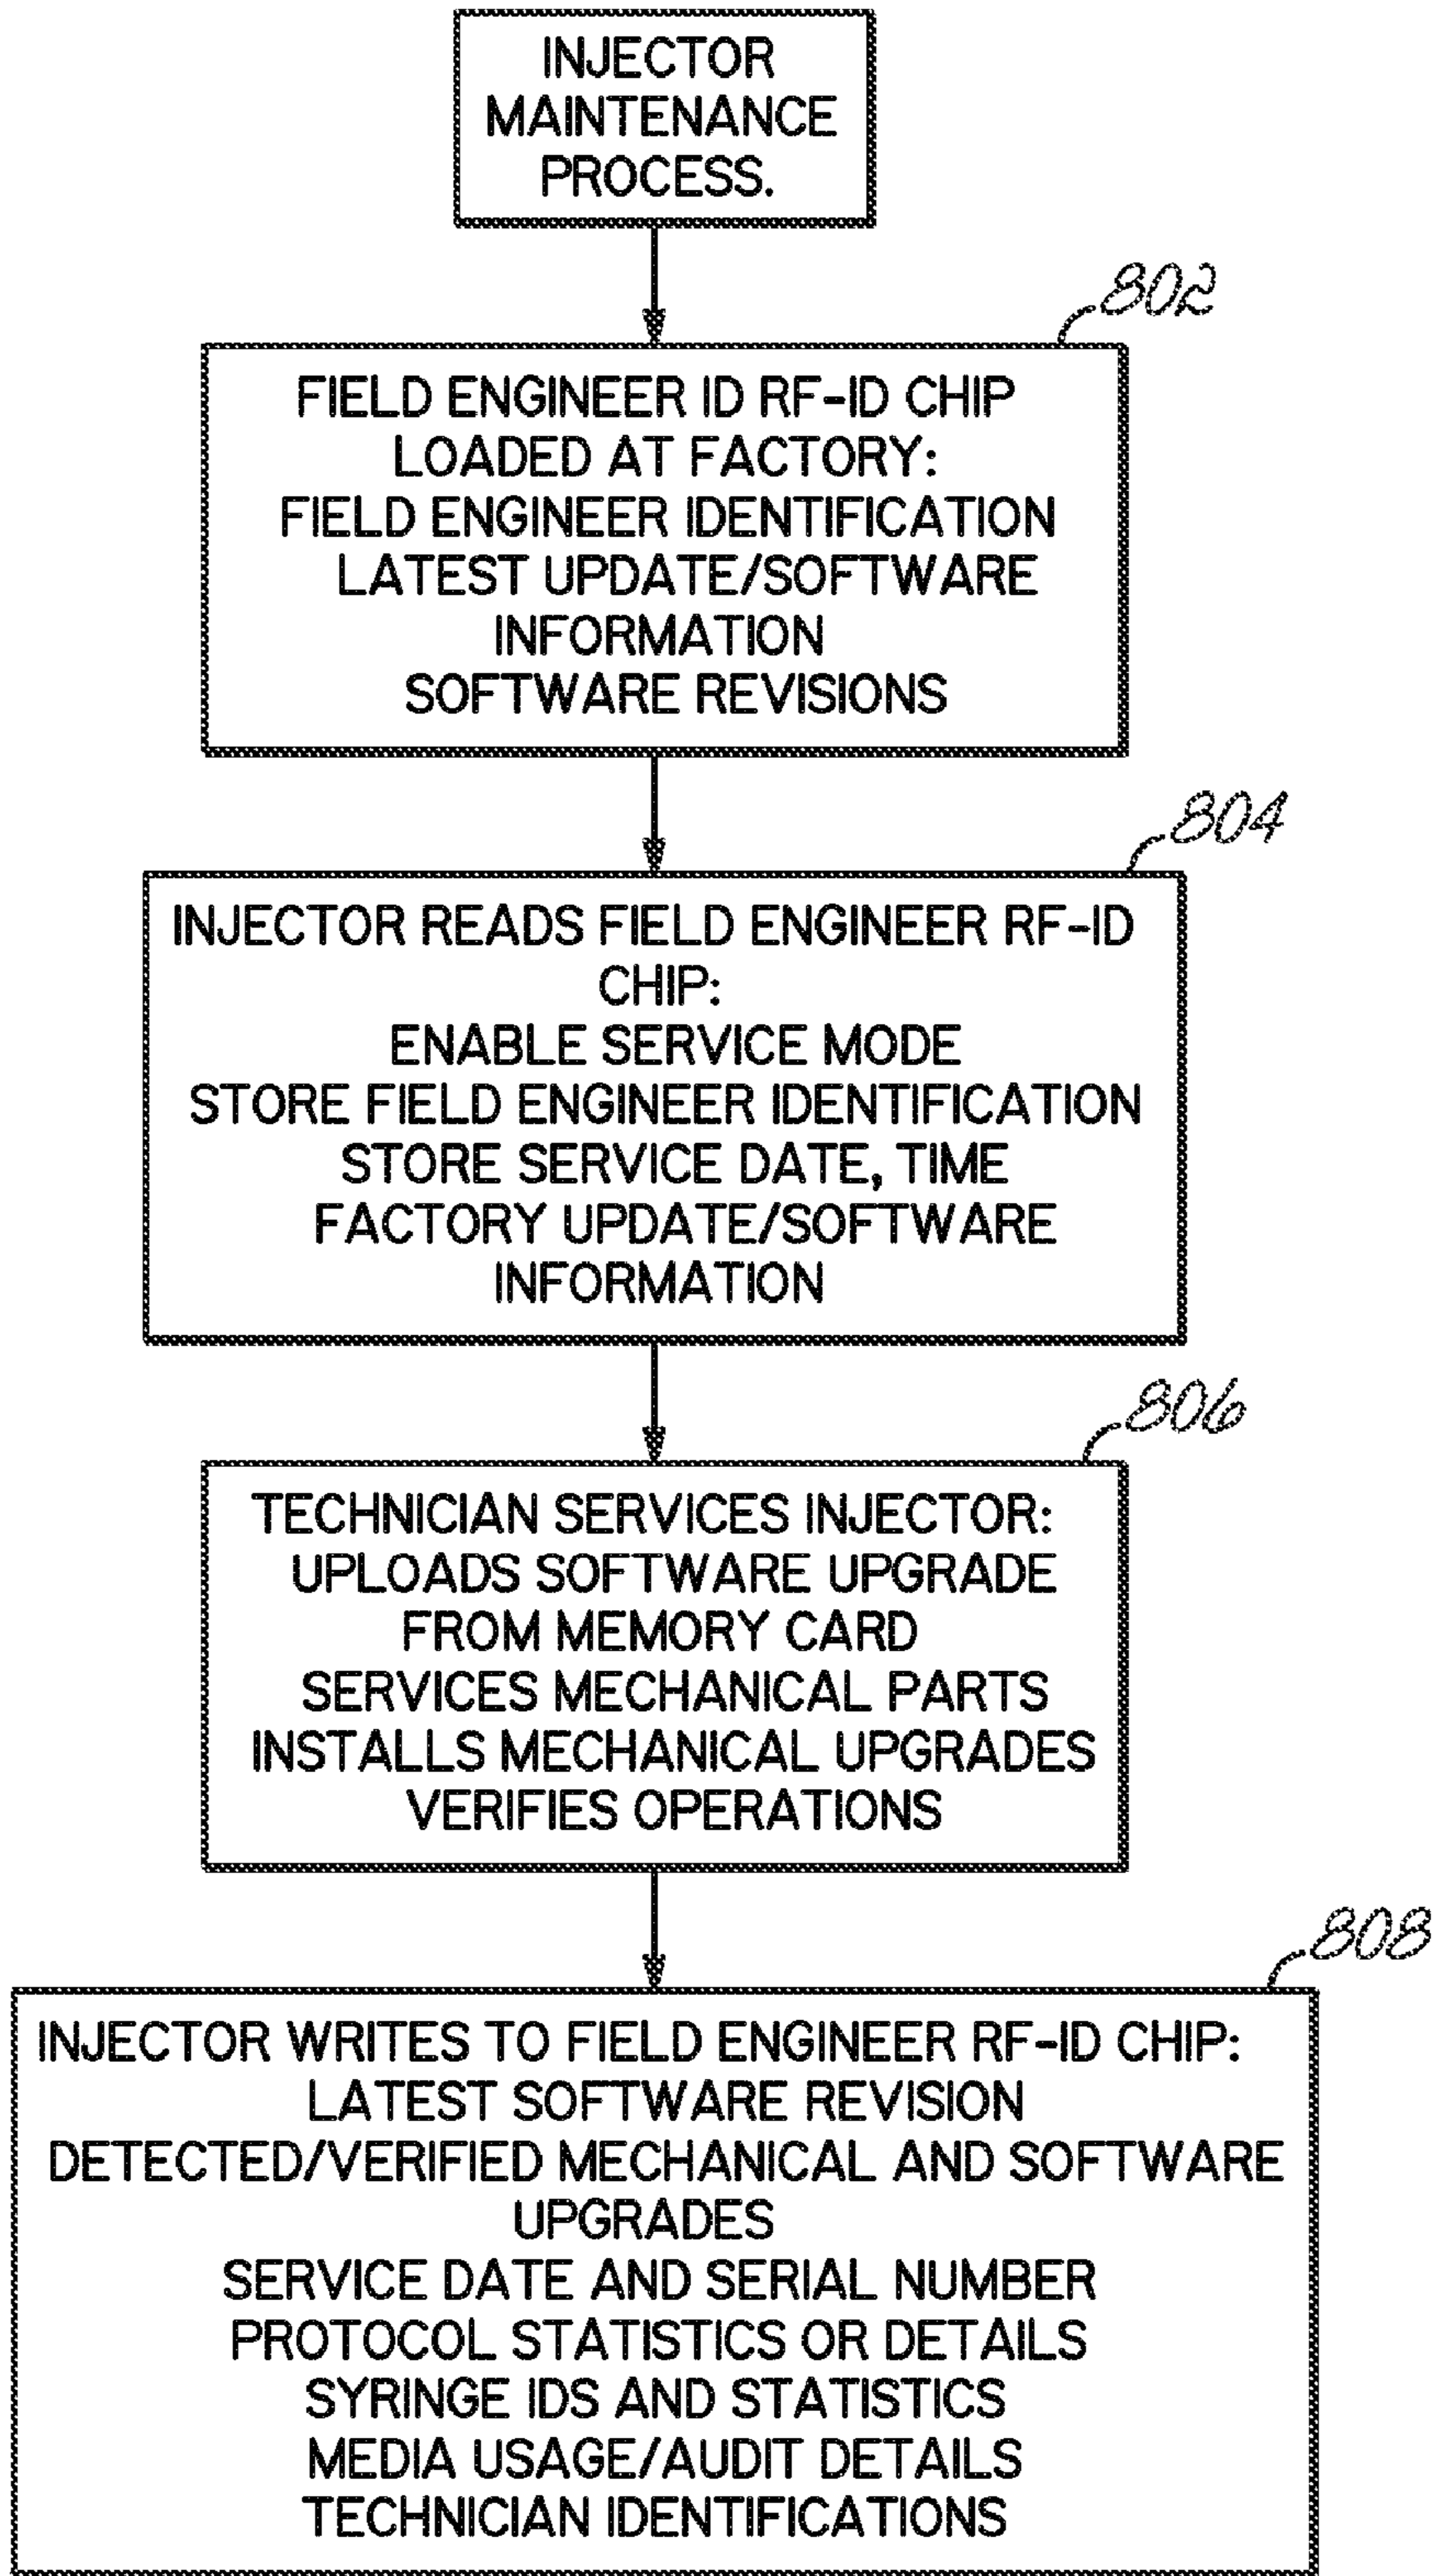 INJECTOR
MAINTENANCE
PROCESS.
802
FIELD ENGINEER ID RF-ID CHIP
LOADED AT FACTORY:
FIELD ENGINEER IDENTIFICATION
LATEST UPDATE/SOFTWARE
INFORMATION
SOFTWARE REVISIONS
804
INJECTOR READS FIELD ENGINEER RF-ID
CHIP:
ENABLE SERVICE MODE
STORE FIELD ENGINEER IDENTIFICATION
STORE SERVICE DATE, TIME
FACTORY UPDATE/SOFTWARE
INFORMATION
806
TECHNICIAN SERVICES INJECTOR:
UPLOADS SOFTWARE UPGRADE
FROM MEMORY CARD
SERVICES MECHANICAL PARTS
INSTALLS MECHANICAL UPGRADES
VERIFIES OPERATIONS
808
INJECTOR WRITES TO FIELD ENGINEER RF-ID CHIP:
LATEST SOFTWARE REVISION
DETECTED/VERIFIED MECHANICAL AND SOFTWARE
UPGRADES
SERVICE DATE AND SERIAL NUMBER
PROTOCOL STATISTICS OR DETAILS
SYRINGE IDS AND STATISTICS
MEDIA USAGE/AUDIT DETAILS
TECHNICIAN IDENTIFICATIONS